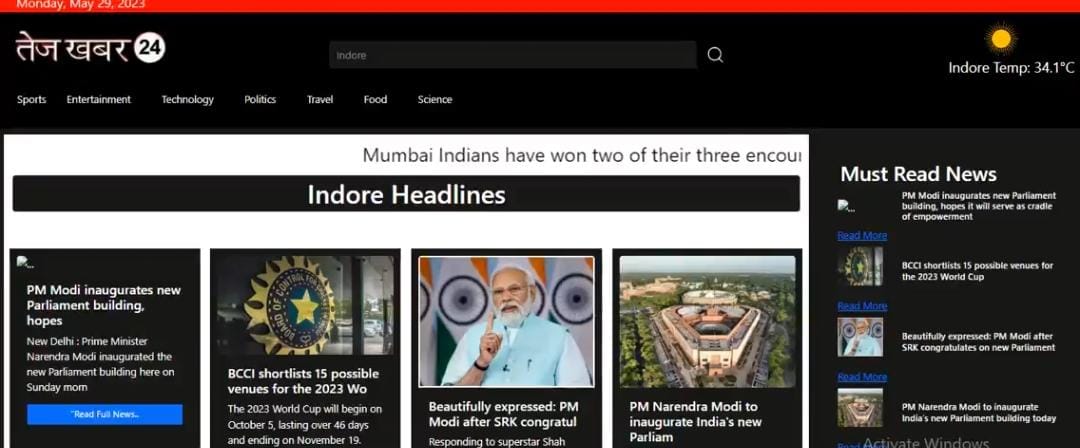 Monday, May 29, 2023
तेज खबर 24
indore
Indore Temp: 34.1°C
Sports Entertainment Technology Politics Travel Food Science
Mumbai Indians have won two of their three encour
Indore Headlines
PM Modi inaugurates new
Parliament building,
hopes
New Delhi : Prime Minister
Narendra Modi inaugurated the
new Parliament building here on
Sunday morn
"Read Full News..
BCCI shortlists 15 possible
venues for the 2023 Wo
The 2023 World Cup will begin on
October 5, lasting over 46 days
and ending on November 19.
Beautifully expressed: PM
Modi after SRK congratul
Responding to superstar Shah
PM Narendra Modi to
inaugurate India's new
Parliam
Must Read News
PM Modi inaugurates new Parliament
building, hopes it will serve as cradle
of empowerment
Read More
BCCI shortlists 15 possible venues for
the 2023 World Cup
Read More
Beautifully expressed: PM Modi after
SRK congratulates on new Parliament
Read More
PM Narendra Modi to inaugurate
India's new Parliament building today
Read More
Activate Windows